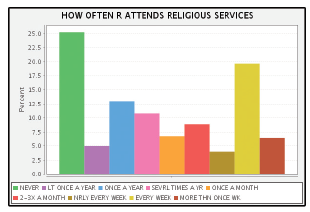 HOW OFTEN R ATTENDS RELIGIOUS SERVICES
Percent
25.0
22.5
20.0
17.5
15.0
12.5
10.0
7.5
5.0
2.5
0.0
NEVER LT ONCE A YEAR ONCE A YEAR SEVRL TIMES A YR ONCE A MONTH
2-3X A MONTH NRLY EVERY WEEK EVERY WEEK MORE THN ONCE WK